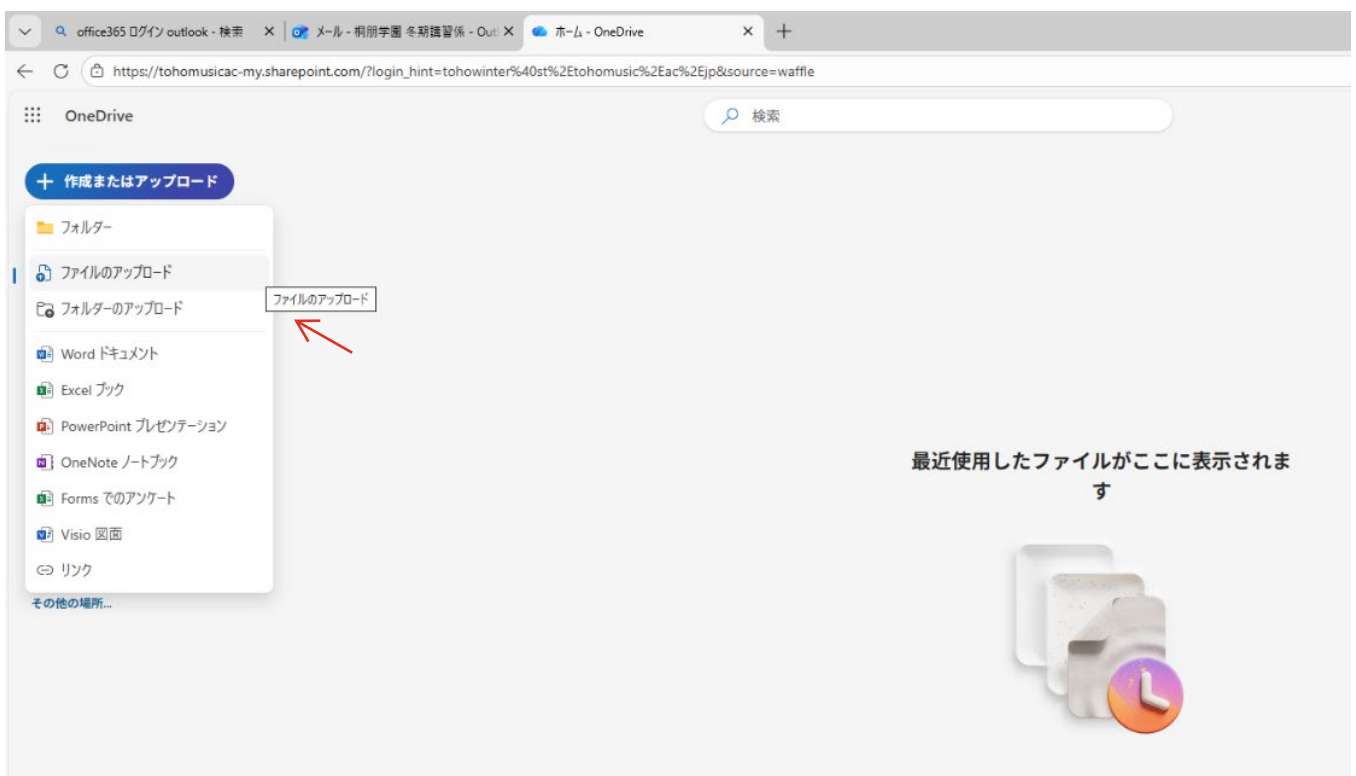 office365 ログイン outlook - 検索
メール - 桐朋学園 冬期講習係 - Out
ホーム - OneDrive
https://tohomusicac-my.sharepoint.com/?login_hint=tohowinter%40st%2Etohomusic%2Eac%2Ejp&source=waffle
OneDrive
検索
作成またはアップロード
フォルダー
ファイルのアップロード
ファイルのアップロード
フォルダーのアップロード
Word ドキュメント
Excel ブック
PowerPoint プレゼンテーション
OneNote ノートブック
Forms でのアンケート
Visio 図面
リンク
その他の場所...
最近使用したファイルがここに表示されま
す